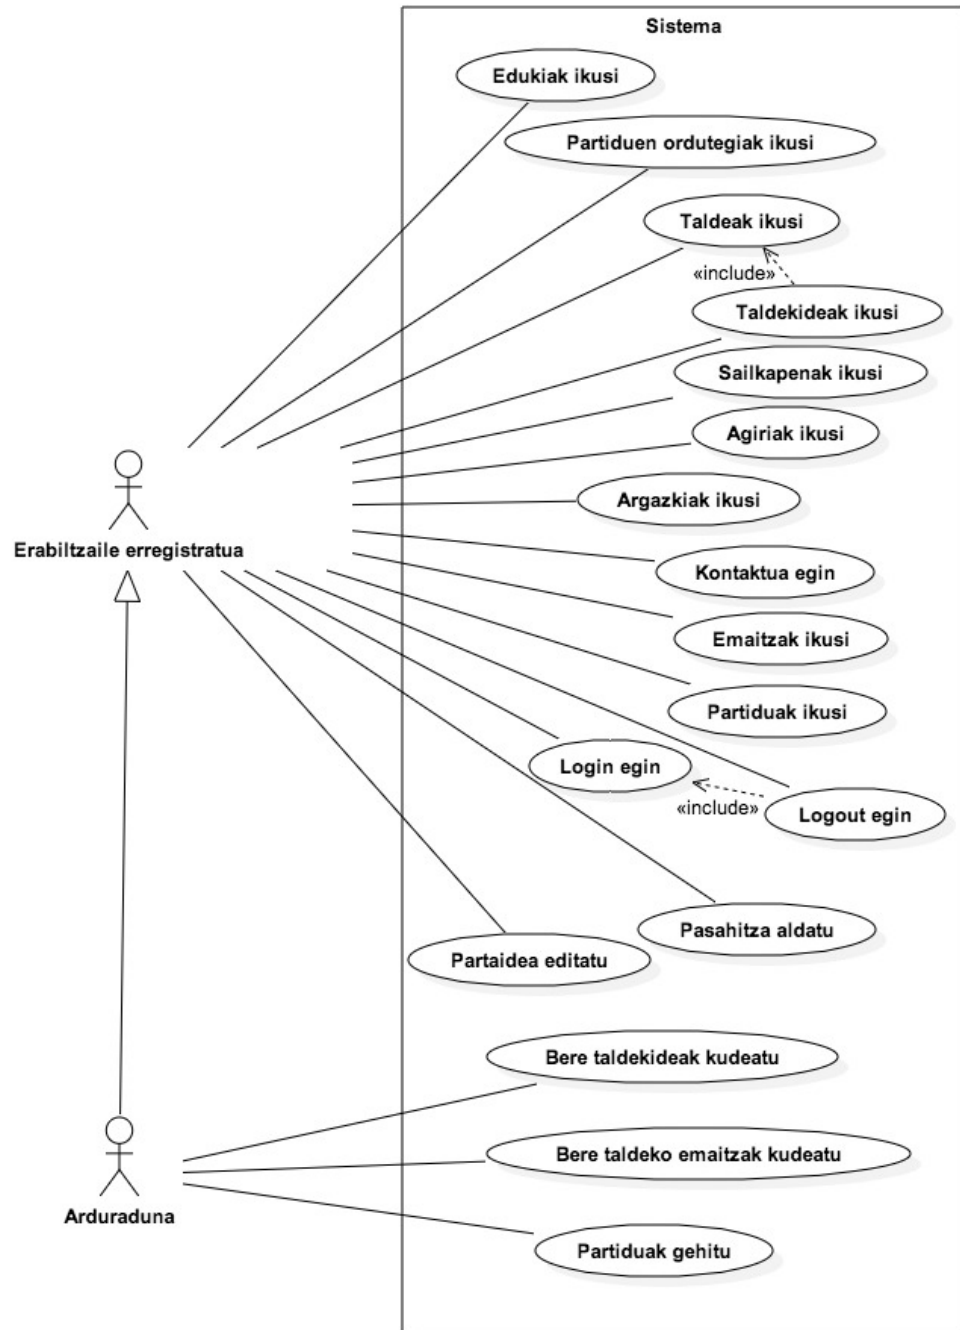 Sistema
Edukiak ikusi
Partiduen ordutegiak ikusi
Taldeak ikusi
«include»
Taldekideak ikusi
Sailkapenak ikusi
Agiriak ikusi
Argazkiak ikusi
Erabiltzaile erregistratua
Kontaktua egin
Emaitzak ikusi
Partiduak ikusi
Login egin
«include»
Logout egin
Pasahitza aldatu
Partaidea editatu
Bere taldekideak kudeatu
Bere taldeko emaitzak kudeatu
Arduraduna
Partiduak gehitu